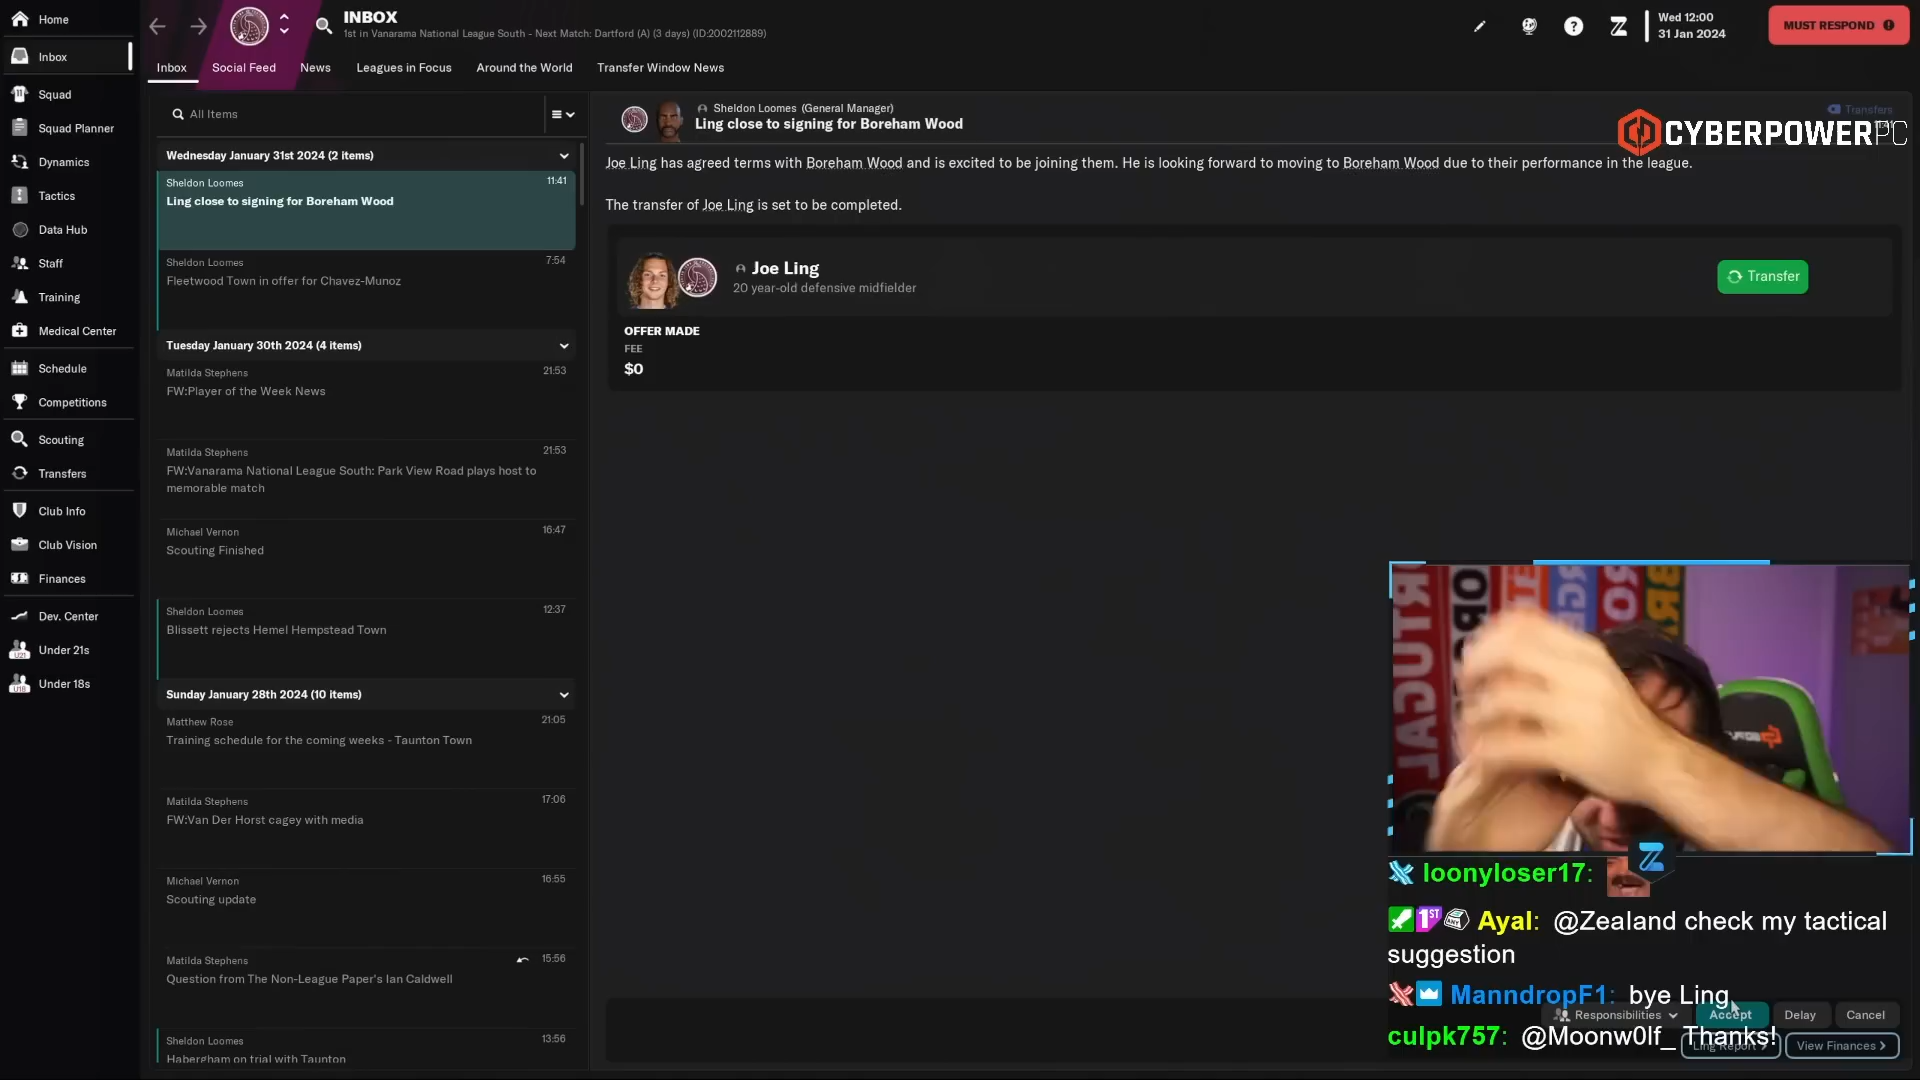 Home
Inbox
Squad
Squad Planner
Dynamics
Tactics
Data Hub
Staff
Training
Medical Center
Schedule
Competitions
Scouting
Transfers
Club Info
Club Vision
Finances
Dev. Center
Under 21s
Under 18s
INBOX
1st in Vanarama National League South - Next Match: Dartford (A) (3 days) (ID:2002112889)
Wed 12:00
31 Jan 2024
MUST RESPOND
Inbox Social Feed News Leagues in Focus Around the World Transfer Window News
All Items
Wednesday January 31st 2024 (2 items)
Sheldon Loomes 11:41
Ling close to signing for Boreham Wood
Sheldon Loomes 7:54
Fleetwood Town in offer for Chavez-Munoz
Tuesday January 30th 2024 (4 items)
Matilda Stephens 21:53
FW:Player of the Week News
Matilda Stephens 21:53
FW:Vanarama National League South: Park View Road plays host to
memorable match
Michael Vernon 16:47
Scouting Finished
Sheldon Loomes 12:37
Blissett rejects Hemel Hempstead Town
Sunday January 28th 2024 (10 items)
Matthew Rose 21:05
Training schedule for the coming weeks - Taunton Town
Matilda Stephens 17:06
FW:Van Der Horst cagey with media
Michael Vernon 16:55
Scouting update
Matilda Stephens 15:56
Question from The Non-League Paper's Ian Caldwell
Sheldon Loomes 13:56
Habergham on trial with Taunton
Sheldon Loomes (General Manager)
Ling close to signing for Boreham Wood
Transfers
CYBERPOWERPC
Joe Ling has agreed terms with Boreham Wood and is excited to be joining them. He is looking forward to moving to Boreham Wood due to their performance in the league.
The transfer of Joe Ling is set to be completed.
Joe Ling
20 year-old defensive midfielder
Transfer
OFFER MADE
FEE
$0
PORTUGAL
loonyloser17:
1ST Ayal: @Zealand check my tactical
suggestion
ManndropF1: bye Ling
Responsibilities Accept Delay Cancel
culpk757: @Moonw0lf_ Thanks!
Ling Report View Finances